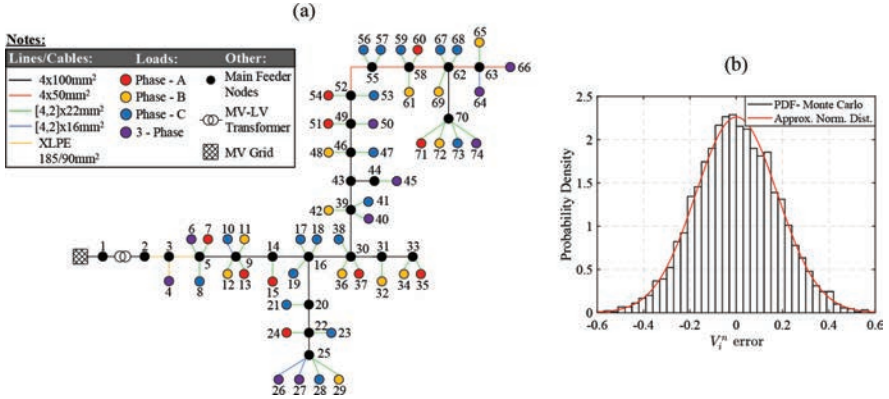 (a)
Notes:
Lines/Cables: Loads: Other:
4x100mm²
4x50mm²
[4,2]x22mm²
[4,2]x16mm²
XLPE
185/90mm²
Phase - A
Phase - B
Phase - C
3 - Phase
Main Feeder
Nodes
MV-LV
Transformer
MV Grid
56 57 59 60 67 68 65
55 58 62 63 66
52
54 53 61 69 64
51 49 50 70
48 46 47 71 72 73 74
43 44 45
42 39 41
40
6 7 10 11 17 18 38
1 2 3 14 30 31 33
5 9 16
4 8 12 13 15 19 36 37 32 34 35
21 20
24 22 23
25
26 27 28 29
(b)
PDF- Monte Carlo
Approx. Norm. Dist.
Probability Density
2.5
2
1.5
1
0.5
0
-0.6 -0.4 -0.2 0 0.2 0.4 0.6
Vᵢⁿ error